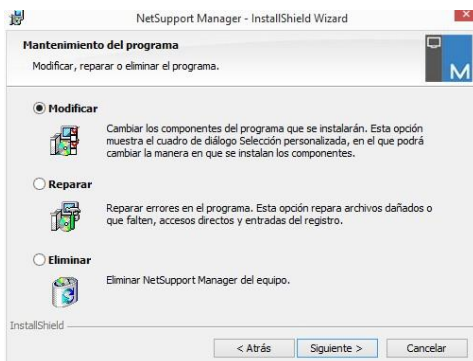 NetSupport Manager - InstallShield Wizard
Mantenimiento del programa
Modificar, reparar o eliminar el programa.
M
Modificar
Cambiar los componentes del programa que se instalarán. Esta opción
muestra el cuadro de diálogo Selección personalizada, en el que podrá
cambiar la manera en que se instalan los componentes.
Reparar
Reparar errores en el programa. Esta opción repara archivos dañados o
que falten, accesos directos y entradas del registro.
Eliminar
Eliminar NetSupport Manager del equipo.
InstallShield
< Atrás
Siguiente >
Cancelar